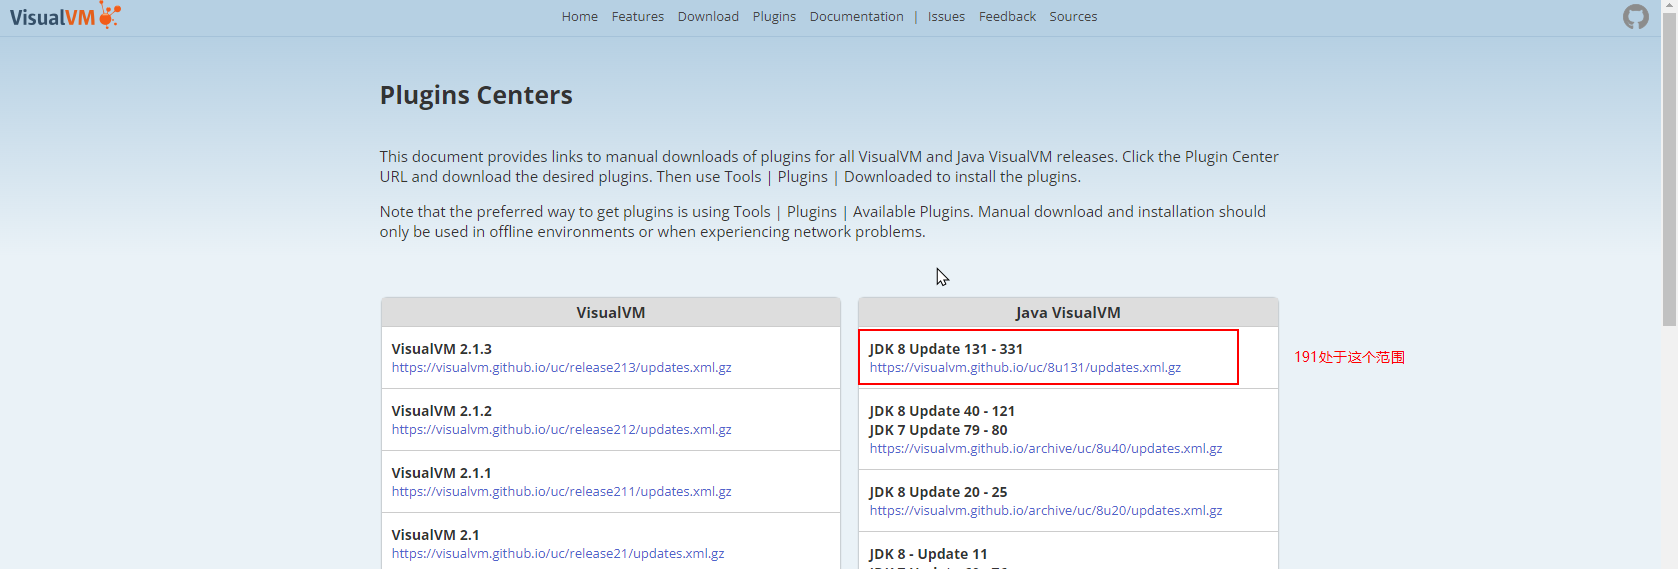 VisualVM
Home Features Download Plugins Documentation | Issues Feedback Sources
Plugins Centers
This document provides links to manual downloads of plugins for all VisualVM and Java VisualVM releases. Click the Plugin Center
URL and download the desired plugins. Then use Tools | Plugins | Downloaded to install the plugins.
Note that the preferred way to get plugins is using Tools | Plugins | Available Plugins. Manual download and installation should
only be used in offline environments or when experiencing network problems.
VisualVM
VisualVM 2.1.3
https://visualvm.github.io/uc/release213/updates.xml.gz
VisualVM 2.1.2
https://visualvm.github.io/uc/release212/updates.xml.gz
VisualVM 2.1.1
https://visualvm.github.io/uc/release211/updates.xml.gz
VisualVM 2.1
https://visualvm.github.io/uc/release21/updates.xml.gz
Java VisualVM
JDK 8 Update 131 - 331
https://visualvm.github.io/uc/8u131/updates.xml.gz
191处于这个范围
JDK 8 Update 40 - 121
JDK 7 Update 79 - 80
https://visualvm.github.io/archive/uc/8u40/updates.xml.gz
JDK 8 Update 20 - 25
https://visualvm.github.io/archive/uc/8u20/updates.xml.gz
JDK 8 - Update 11